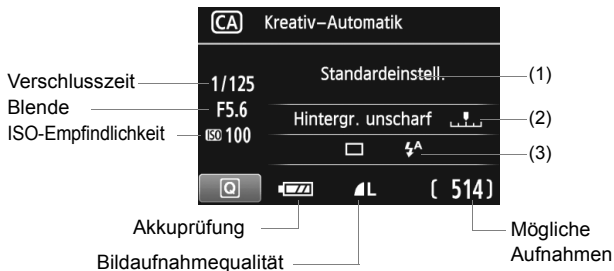 CA Kreativ-Automatik
Verschlusszeit 1/125 Standardeinstell. (1)
Blende F5.6 Hintergr. unscharf (2)
ISO-Empfindlichkeit ISO 100 (3)
A
Q L ( 514)
Akkuprüfung
Bildaufnahmequalität
Mögliche
Aufnahmen